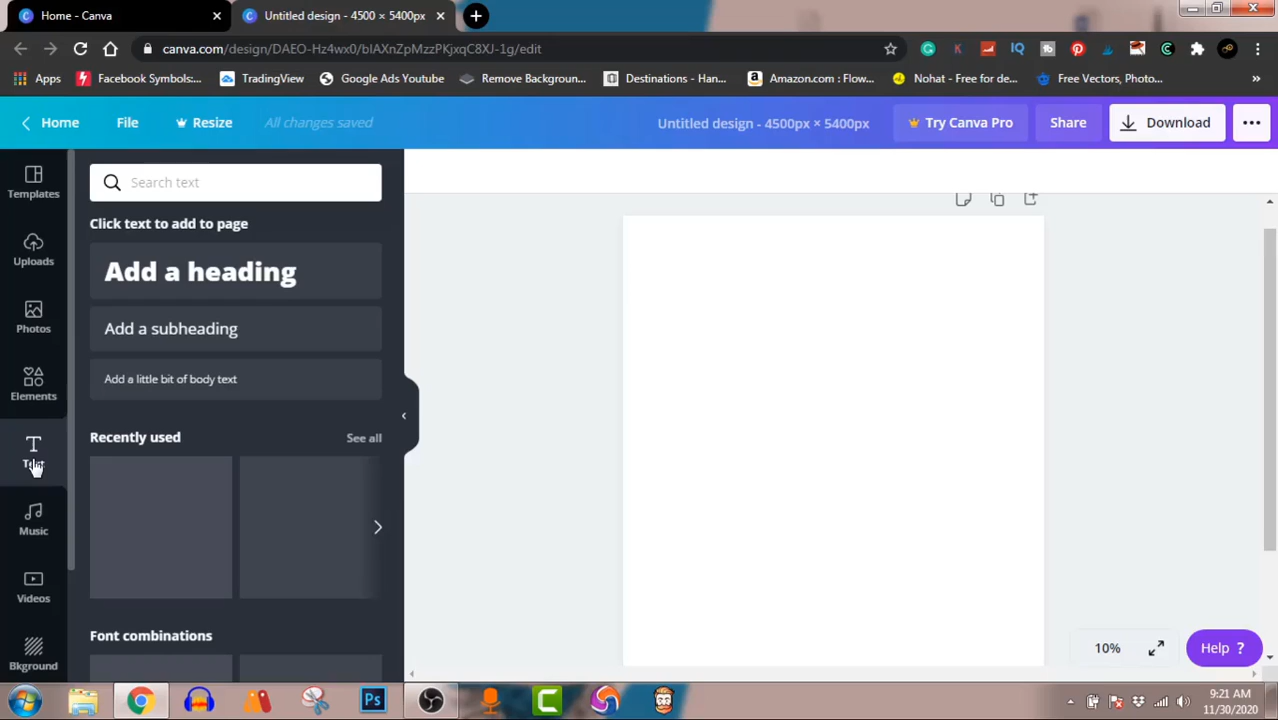 Home - Canva
Untitled design - 4500 × 5400px
canva.com/design/DAEO-Hz4wx0/bIAXnZpMzzPKjxqC8XJ-1g/edit
Apps
Facebook Symbols...
TradingView
Google Ads Youtube
Remove Backgroun...
Destinations - Han...
Amazon.com : Flow...
Nohat - Free for de...
Free Vectors, Photo...
Home
File
Resize
All changes saved
Untitled design - 4500px × 5400px
Try Canva Pro
Share
Download
Templates
Uploads
Photos
Elements
Music
Videos
Bkground
Search text
Click text to add to page
Add a heading
Add a subheading
Add a little bit of body text
Recently used
See all
Font combinations
10%
Help ?
9:21 AM
11/30/2020